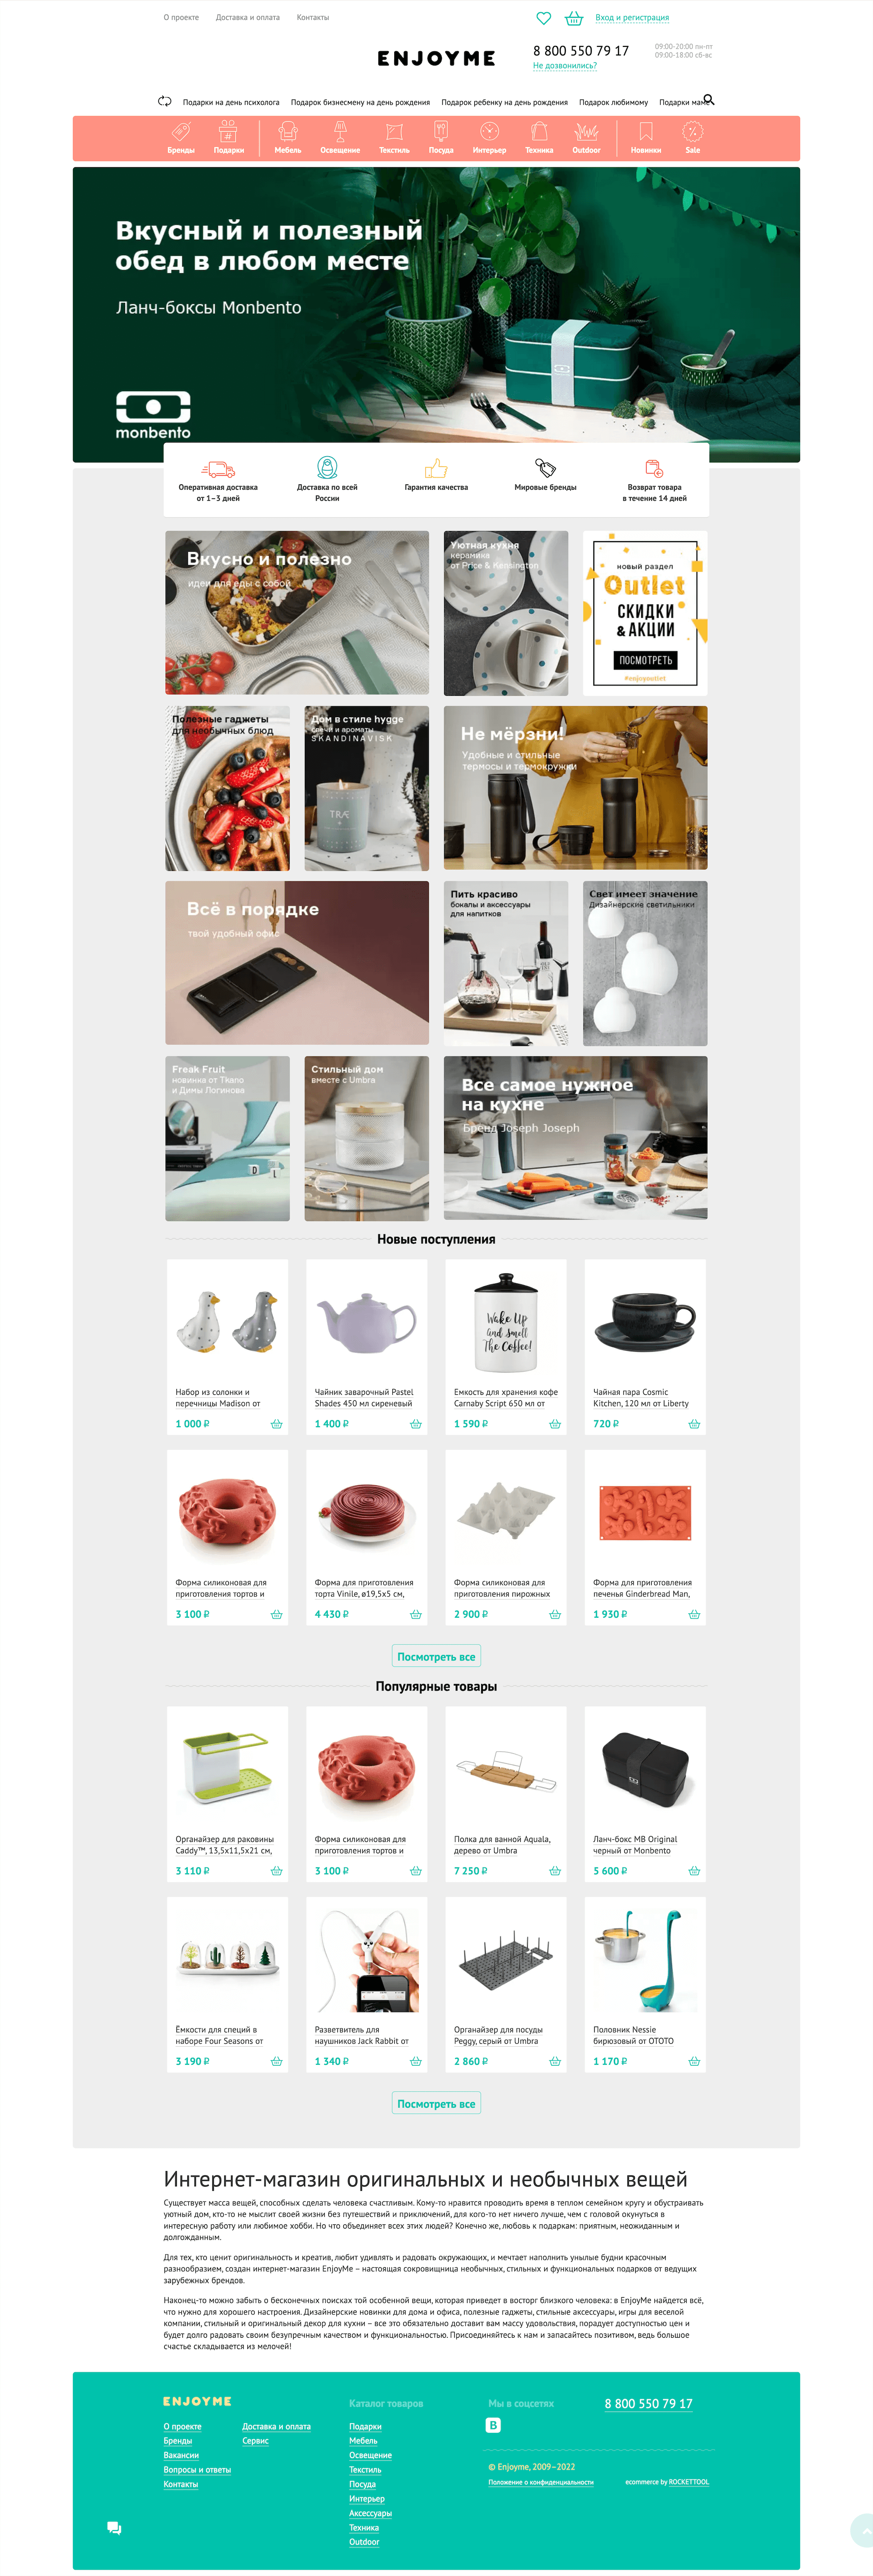 О проекте Доставка и оплата Контакты
Вход и регистрация
ENJOYME
8 800 550 79 17
Не дозвонились?
09:00-20:00 пн-пт
09:00-18:00 сб-вс
Подарки на день психолога Подарок бизнесмену на день рождения Подарок ребенку на день рождения Подарок любимому Подарки маме
Бренды Подарки Мебель Освещение Текстиль Посуда Интерьер Техника Outdoor Новинки Sale
Вкусный и полезный
обед в любом месте
Ланч-боксы Monbento
monbento
Оперативная доставка
от 1–3 дней
Доставка по всей
России
Гарантия качества
Мировые бренды
Возврат товара
в течение 14 дней
Вкусно и полезно
идеи для еды с собой
Уютная кухня
керамика
от Price & Kensington
новый раздел
Outlet
СКИДКИ
& АКЦИИ
ПОСМОТРЕТЬ
#enjoyoutlet
Полезные гаджеты
для необычных блюд
Дом в стиле hygge
свечи и ароматы
SKANDINAVISK
TRÆ
Не мёрзни!
Удобные и стильные
термосы и термокружки
Всё в порядке
твой удобный офис
Пить красиво
бокалы и аксессуары
для напитков
Свет имеет значение
Дизайнерские светильники
Freak Fruit
новинка от Tkano
и Димы Логинова
D L
Стильный дом
вместе с Umbra
Все самое нужное
на кухне
Бренд Joseph Joseph
Новые поступления
Wake Up
And Smell
The Coffee!
Набор из солонки и
перечницы Madison от
1 000 ₽
Чайник заварочный Pastel
Shades 450 мл сиреневый
1 400 ₽
Емкость для хранения кофе
Carnaby Script 650 мл от
1 590 ₽
Чайная пара Cosmic
Kitchen, 120 мл от Liberty
720 ₽
Форма силиконовая для
приготовления тортов и
3 100 ₽
Форма для приготовления
торта Vinile, ø19,5х5 см,
4 430 ₽
Форма силиконовая для
приготовления пирожных
2 900 ₽
Форма для приготовления
печенья Ginderbread Man,
1 930 ₽
Посмотреть все
Популярные товары
Органайзер для раковины
Caddy™, 13,5х11,5х21 см,
3 110 ₽
Форма силиконовая для
приготовления тортов и
3 100 ₽
Полка для ванной Aquala,
дерево от Umbra
7 250 ₽
Ланч-бокс MB Original
черный от Monbento
5 600 ₽
Ёмкости для специй в
наборе Four Seasons от
3 190 ₽
Разветвитель для
наушников Jack Rabbit от
1 340 ₽
Органайзер для посуды
Peggy, серый от Umbra
2 860 ₽
Половник Nessie
бирюзовый от OTOTO
1 170 ₽
Посмотреть все
Интернет-магазин оригинальных и необычных вещей
Существует масса вещей, способных сделать человека счастливым. Кому-то нравится проводить время в теплом семейном кругу и обустраивать
уютный дом, кто-то не мыслит своей жизни без путешествий и приключений, для кого-то нет ничего лучше, чем с головой окунуться в
интересную работу или любимое хобби. Но что объединяет всех этих людей? Конечно же, любовь к подаркам: приятным, неожиданным и
долгожданным.
Для тех, кто ценит оригинальность и креатив, любит удивлять и радовать окружающих, и мечтает наполнить унылые будни красочным
разнообразием, создан интернет-магазин EnjoyMe – настоящая сокровищница необычных, стильных и функциональных подарков от ведущих
зарубежных брендов.
Наконец-то можно забыть о бесконечных поисках той особенной вещи, которая приведет в восторг близкого человека: в EnjoyMe найдется всё,
что нужно для хорошего настроения. Дизайнерские новинки для дома и офиса, полезные гаджеты, стильные аксессуары, игры для веселой
компании, стильный и оригинальный декор для кухни – все это обязательно доставит вам массу удовольствия, порадует доступностью цен и
будет долго радовать своим безупречным качеством и функциональностью. Присоединяйтесь к нам и запасайтесь позитивом, ведь большое
счастье складывается из мелочей!
ENJOYME
О проекте Доставка и оплата
Бренды Сервис
Вакансии
Вопросы и ответы
Контакты
Каталог товаров
Подарки
Мебель
Освещение
Текстиль
Посуда
Интерьер
Аксессуары
Техника
Outdoor
Мы в соцсетях
B
8 800 550 79 17
© Enjoyme, 2009–2022
Положение о конфиденциальности
ecommerce by ROCKETTOOL